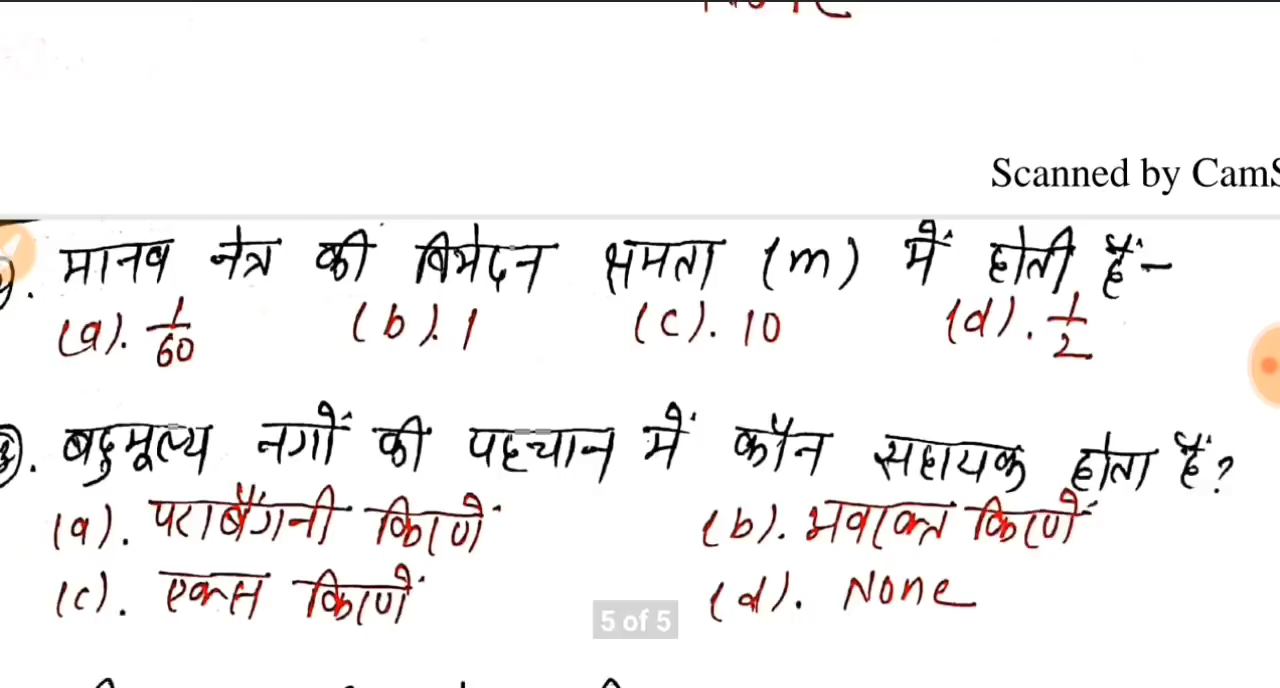 Scanned by CamS
मानव नेत्र की विभेदन क्षमता (m) में होती हैं-
(a). 1/60 (b). 1 (c). 10 (d). 1/2
बहुमूल्य नगों की पहचान में कौन सहायक होता हैं?
(a). पराबैंगनी किरणें (b). अवरक्त किरणें
(c). एक्स किरणें (d). None
5 of 5